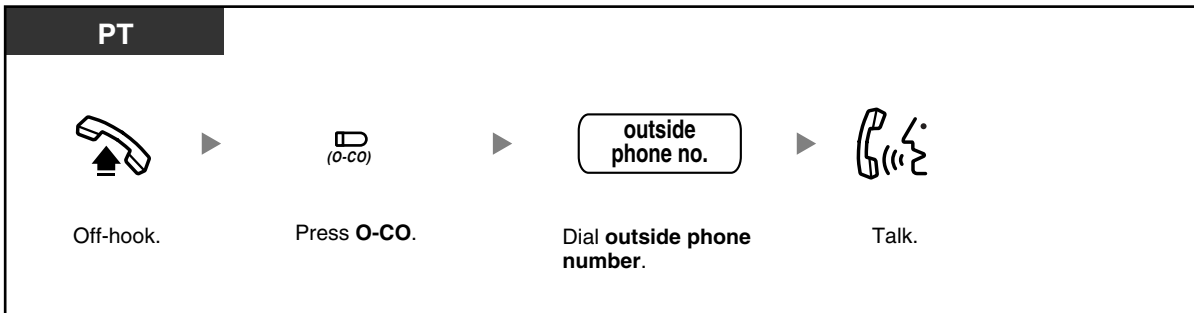 PT
(O-CO)
outside
phone no.
Off-hook.
Press O-CO.
Dial outside phone
number.
Talk.